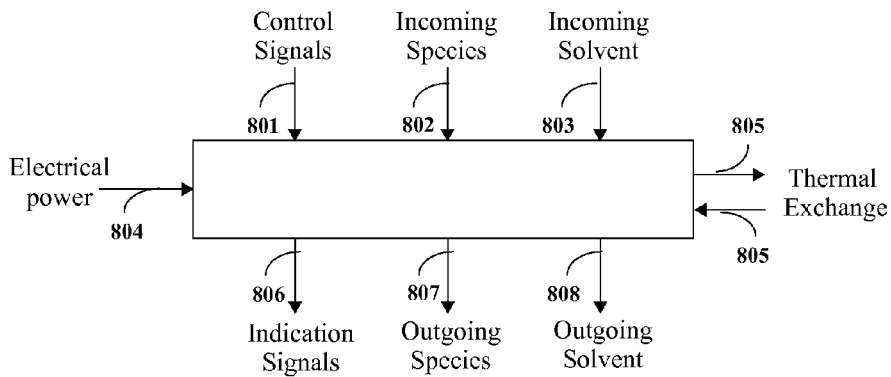 Control
Signals
Incoming
Species
Incoming
Solvent
801
802
803
805
Electrical
power
804
Thermal
Exchange
805
806
807
808
Indication
Signals
Outgoing
Species
Outgoing
Solvent